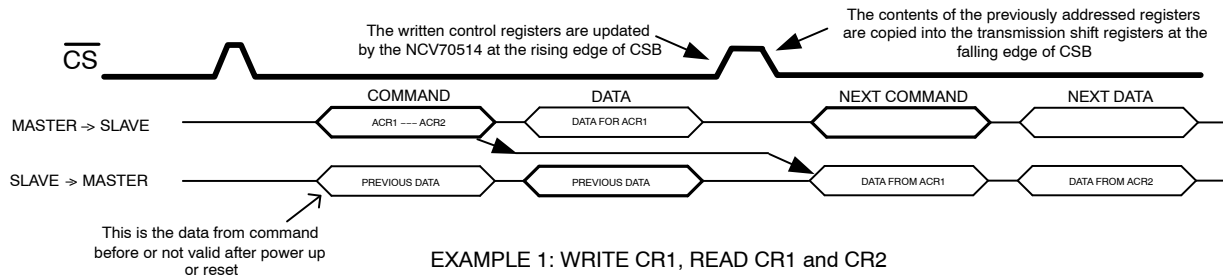 The written control registers are updated
by the NCV70514 at the rising edge of CSB
The contents of the previously addressed registers
are copied into the transmission shift registers at the
falling edge of CSB
CS
COMMAND
DATA
NEXT COMMAND
NEXT DATA
MASTER -> SLAVE
ACR1 --- ACR2
DATA FOR ACR1
SLAVE -> MASTER
PREVIOUS DATA
PREVIOUS DATA
DATA FROM ACR1
DATA FROM ACR2
This is the data from command
before or not valid after power up
or reset
EXAMPLE 1: WRITE CR1, READ CR1 and CR2